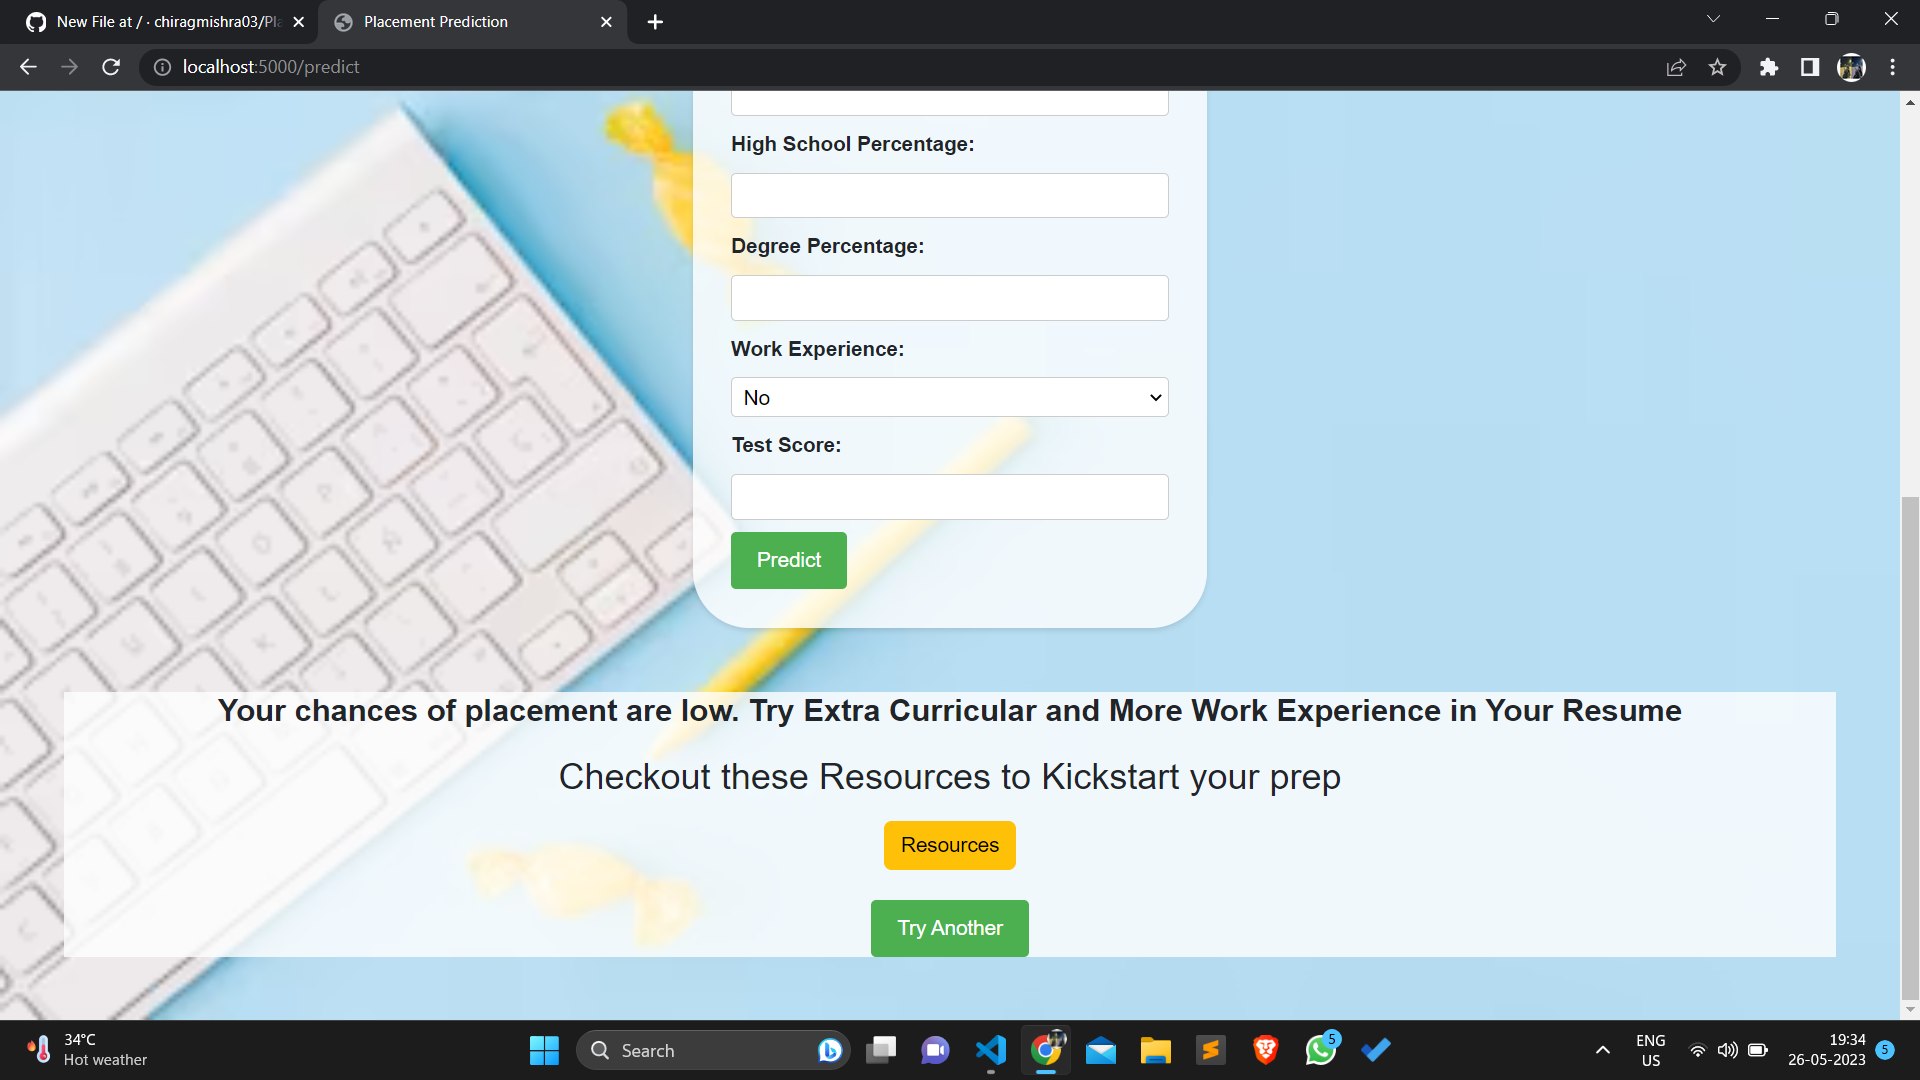 New File at / · chiragmishra03/Pl
Placement Prediction
localhost:5000/predict
High School Percentage:
Degree Percentage:
Work Experience:
No
Test Score:
Predict
Your chances of placement are low. Try Extra Curricular and More Work Experience in Your Resume
Checkout these Resources to Kickstart your prep
Resources
Try Another
34°C
Hot weather
Search
5
ENG
US
19:34
26-05-2023
5